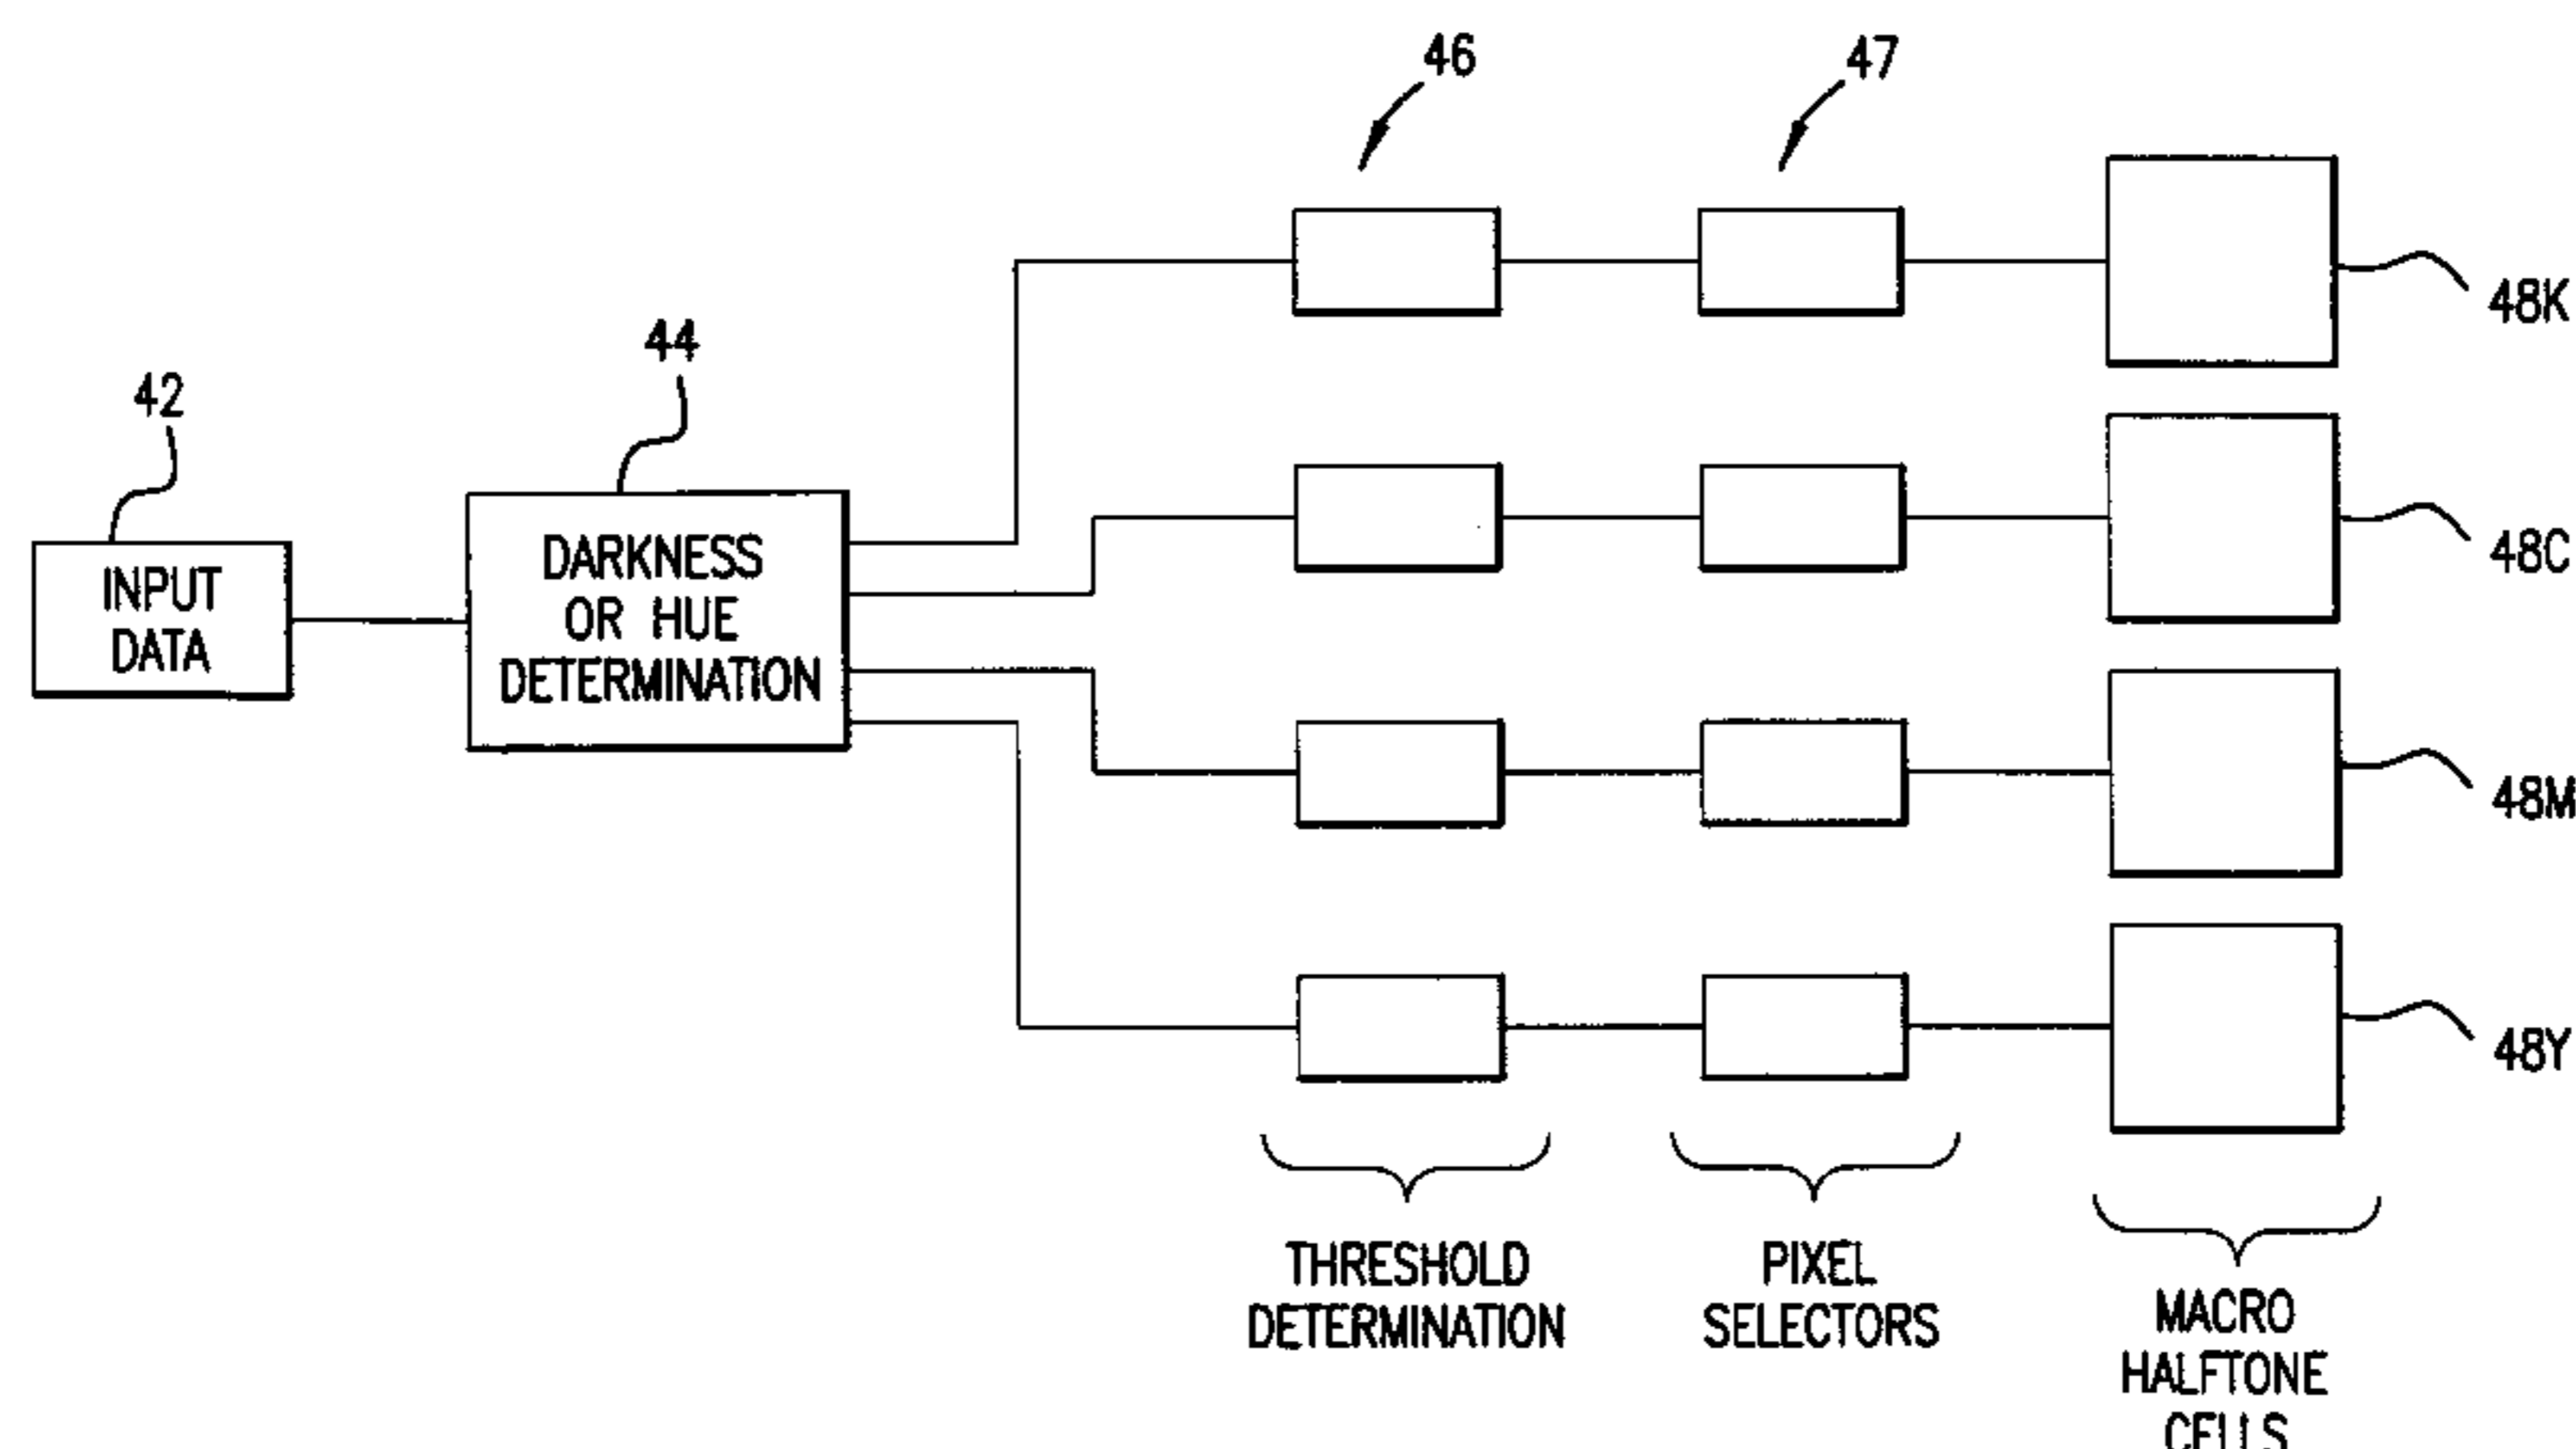 46
47
44
42
INPUT
DATA
DARKNESS
OR HUE
DETERMINATION
48K
48C
48M
48Y
THRESHOLD
DETERMINATION
PIXEL
SELECTORS
MACRO
HALFTONE
CELLS